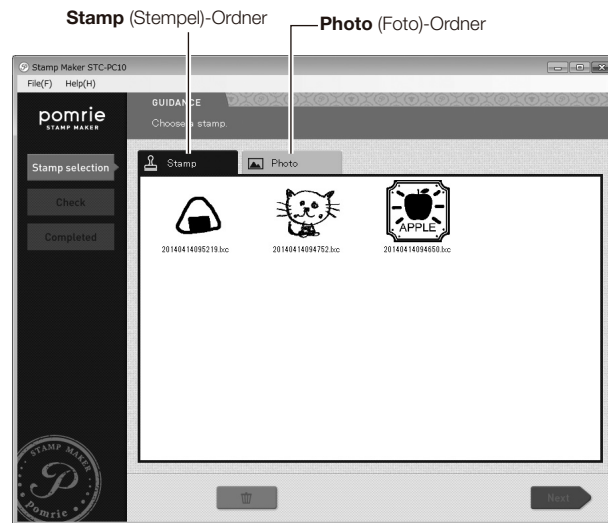 Stamp (Stempel)-Ordner
Photo (Foto)-Ordner
Stamp Maker STC-PC10
File(F) Help(H)
pomrie
STAMP MAKER
GUIDANCE
Choose a stamp.
Stamp selection
Check
Completed
Stamp
Photo
APPLE
20140414095219.lxc
20140414094752.lxc
20140414094650.lxc
STAMP MAKER
P
Pomrie
Next